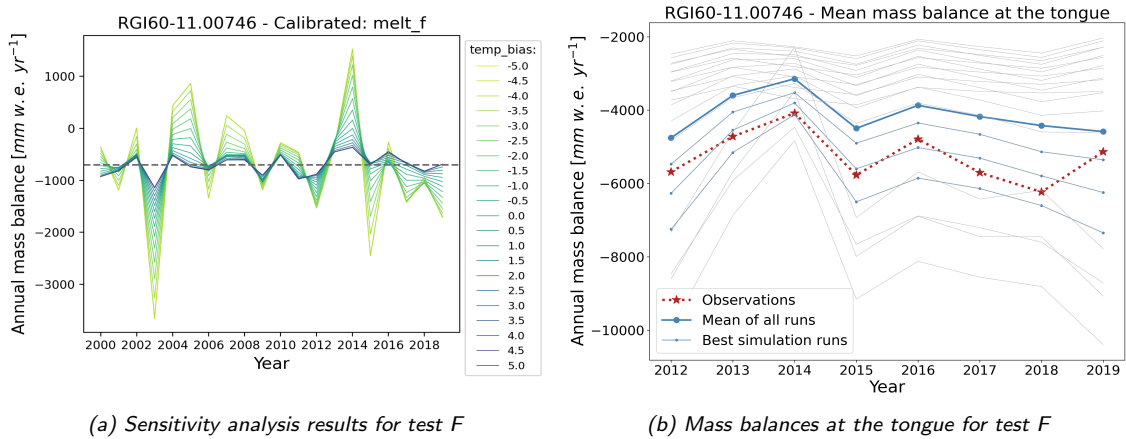 RGI60-11.00746 - Calibrated: melt_f
Annual mass balance [mm w.e. yr⁻¹]
1000
0
−1000
−2000
−3000
2000 2002 2004 2006 2008 2010 2012 2014 2016 2018
Year
temp_bias:
-5.0
-4.5
-4.0
-3.5
-3.0
-2.5
-2.0
-1.5
-1.0
-0.5
0.0
0.5
1.0
1.5
2.0
2.5
3.0
3.5
4.0
4.5
5.0
(a) Sensitivity analysis results for test F
RGI60-11.00746 - Mean mass balance at the tongue
Annual mass balance [mm w.e. yr⁻¹]
−2000
−4000
−6000
−8000
−10000
Observations
Mean of all runs
Best simulation runs
2012 2013 2014 2015 2016 2017 2018 2019
Year
(b) Mass balances at the tongue for test F